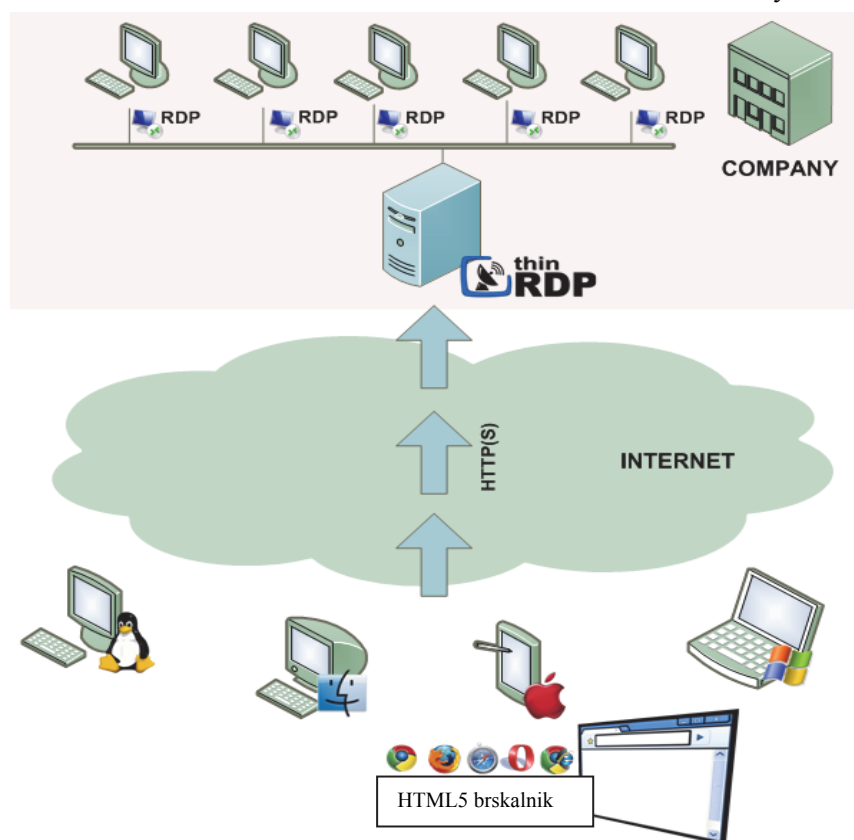 RDP RDP RDP RDP RDP
COMPANY
thin
RDP
HTTP(S)
INTERNET
HTML5 brskalnik